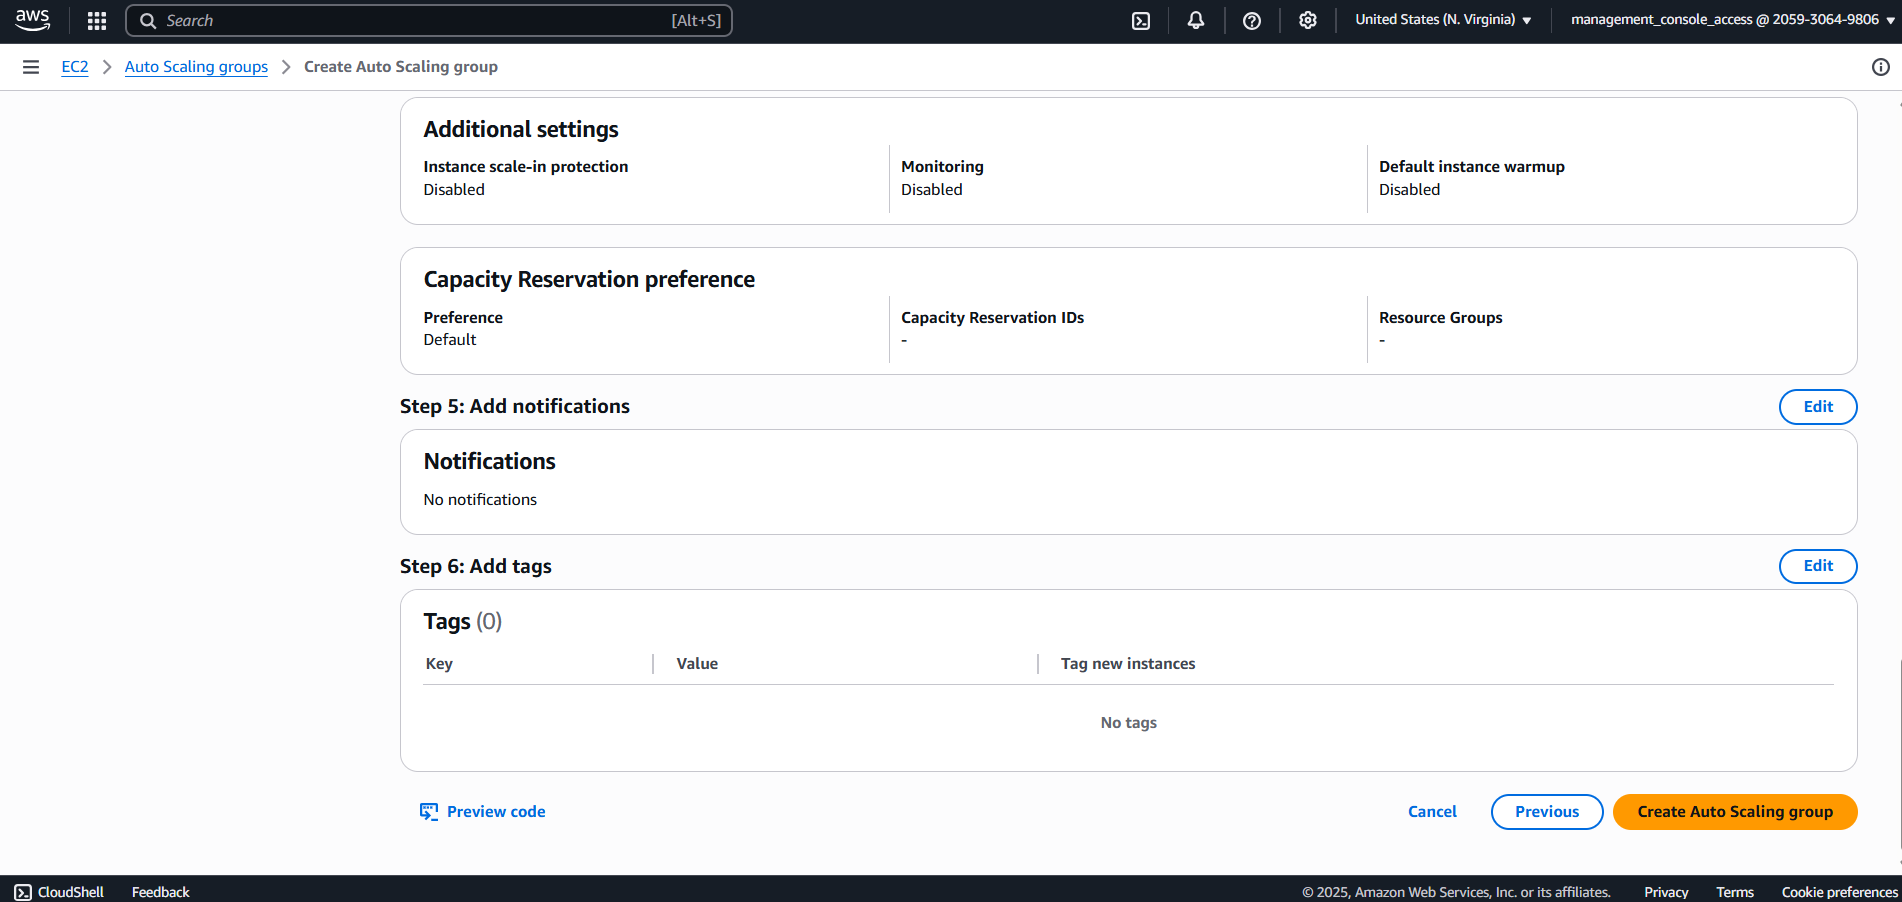 aws Search [Alt+S] United States (N. Virginia) ▼ management_console_access @ 2059-3064-9806 ▼
EC2 > Auto Scaling groups > Create Auto Scaling group
Additional settings
Instance scale-in protection Monitoring Default instance warmup
Disabled Disabled Disabled
Capacity Reservation preference
Preference Capacity Reservation IDs Resource Groups
Default - -
Step 5: Add notifications Edit
Notifications
No notifications
Step 6: Add tags Edit
Tags (0)
Key Value Tag new instances
No tags
Preview code Cancel Previous Create Auto Scaling group
CloudShell Feedback © 2025, Amazon Web Services, Inc. or its affiliates. Privacy Terms Cookie preferences